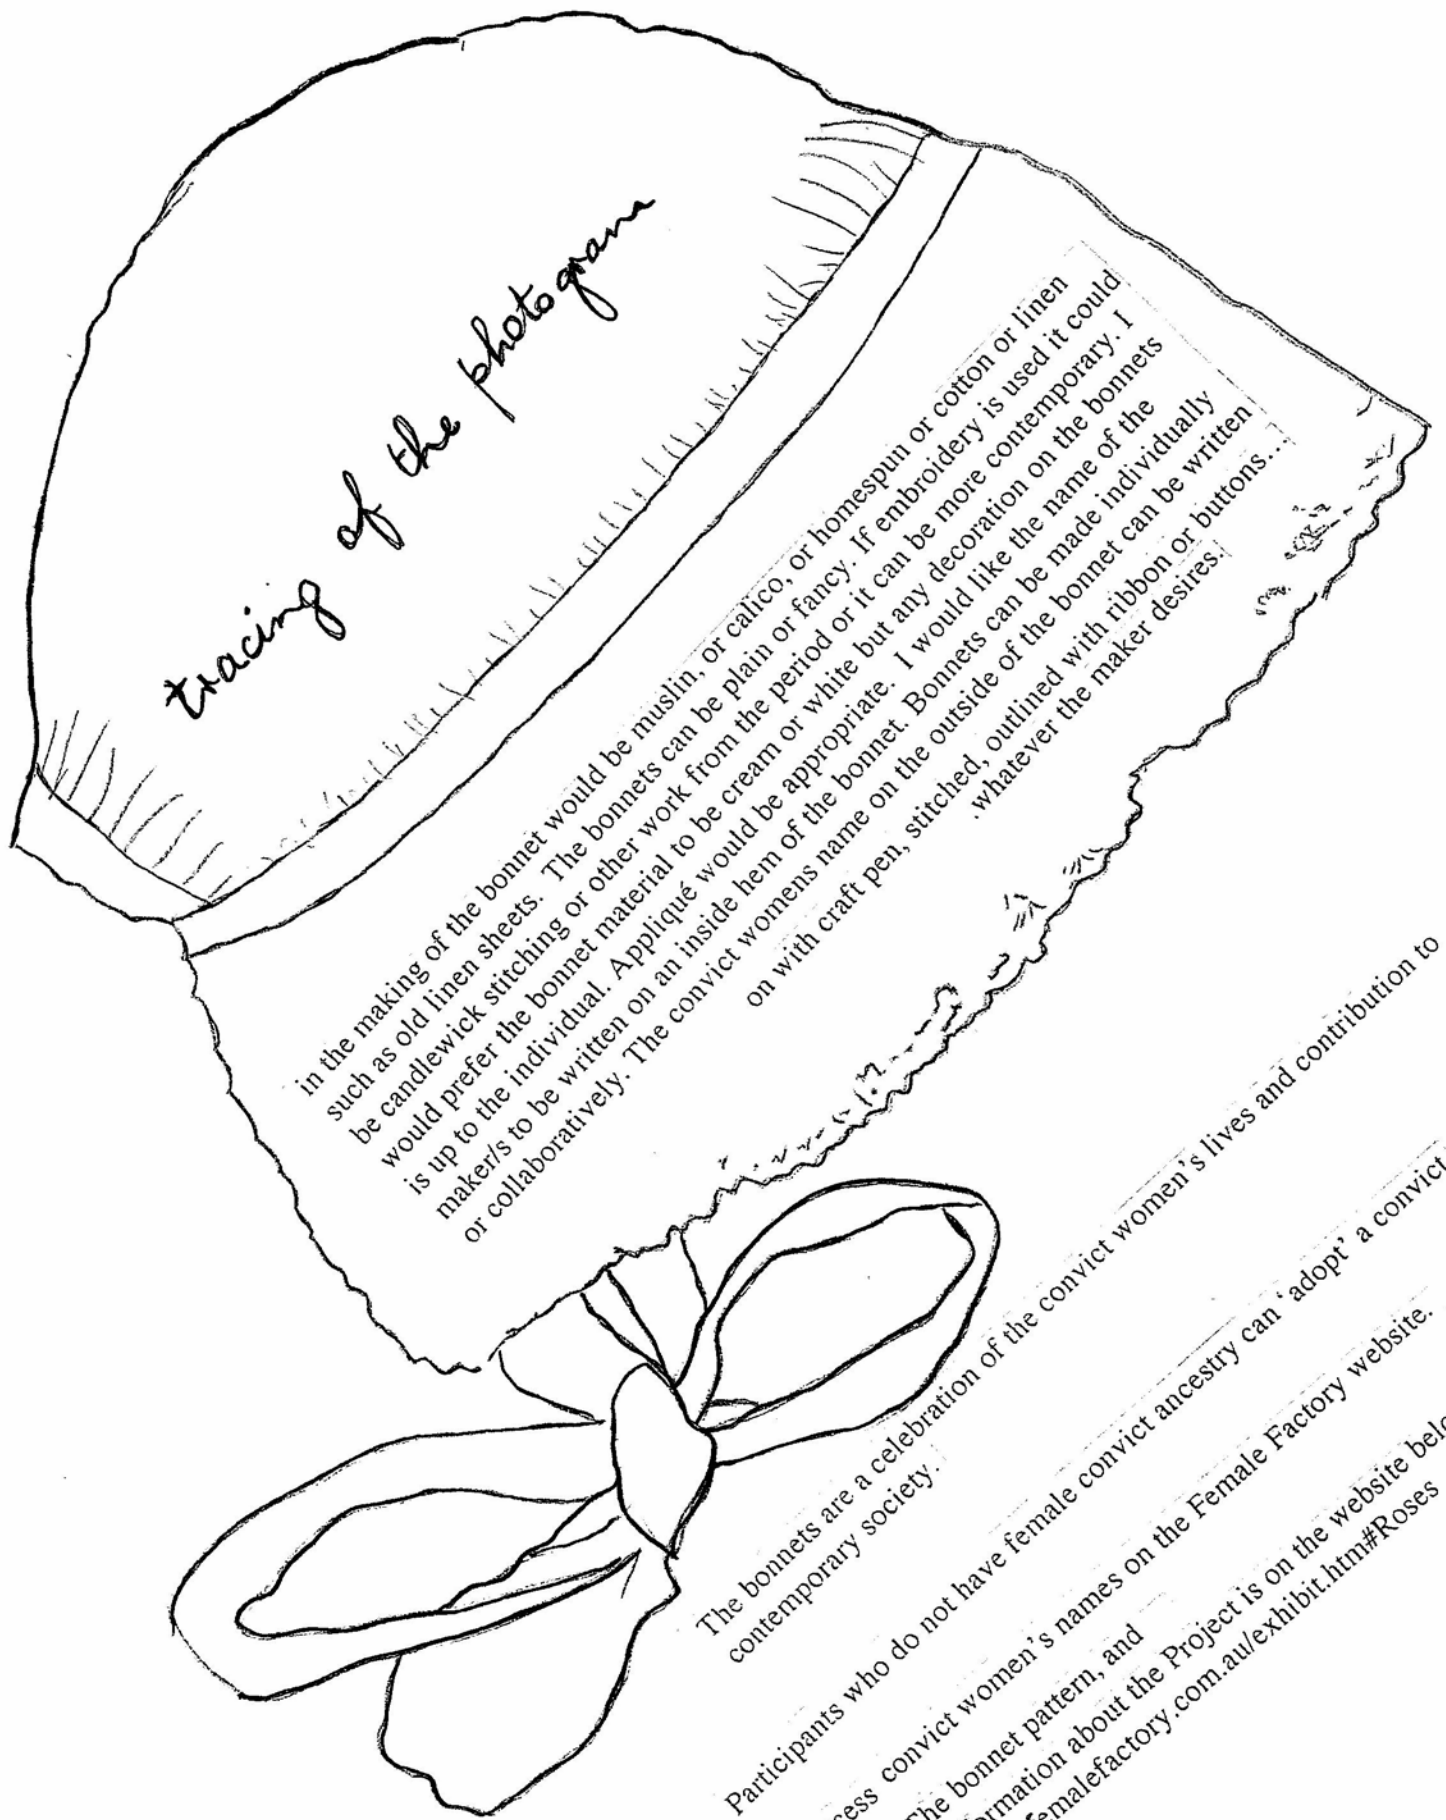 tracing of the photogram
in the making of the bonnet would be muslin, or calico, or homespun or cotton or linen
such as old linen sheets. The bonnets can be plain or fancy. If embroidery is used it could
be candlewick stitching or other work from the period or it can be more contemporary. I
would prefer the bonnet material to be cream or white but any decoration on the bonnets
is up to the individual. Appliqué would be appropriate. I would like the name of the
maker/s to be written on an inside hem of the bonnet. Bonnets can be made individually
or collaboratively. The convict womens name on the outside of the bonnet can be written
on with craft pen, stitched, outlined with ribbon or buttons...
. whatever the maker desires.
The bonnets are a celebration of the convict women's lives and contribution to
contemporary society.
Participants who do not have female convict ancestry can 'adopt' a convict
convict women's names on the Female Factory website.
The bonnet pattern, and
about the Project is on the website
femalefactory.com.au/exhibit.htm#Roses